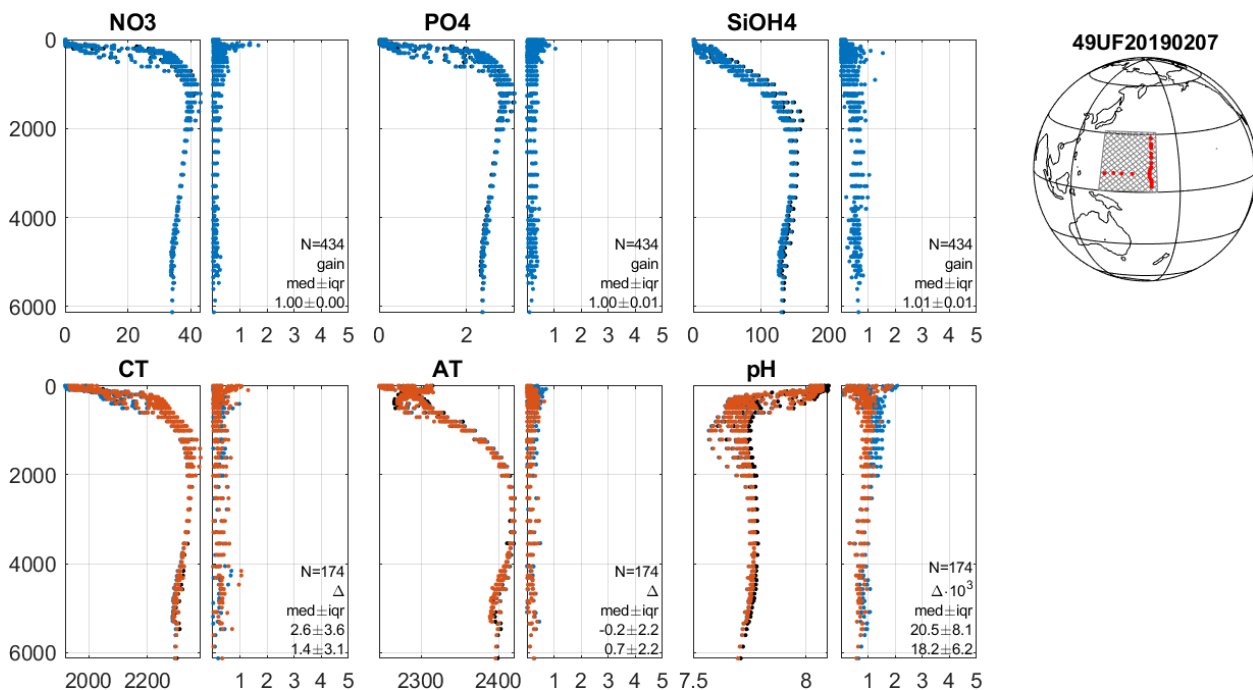 NO3
PO4
SiOH4
49UF20190207
0
2000
4000
6000
N=434
gain
med±iqr
1.00±0.00
N=434
gain
med±iqr
1.00±0.01
N=434
gain
med±iqr
1.01±0.01
0 20 40
1 2 3 4 5
0 2
1 2 3 4 5
0 100 200
1 2 3 4 5
CT
AT
pH
0
2000
4000
6000
N=174
Δ
med±iqr
2.6±3.6
1.4±3.1
N=174
Δ
med±iqr
-0.2±2.2
0.7±2.2
N=174
Δ·10³
med±iqr
20.5±8.1
18.2±6.2
2000 2200
1 2 3 4 5
2300 2400
1 2 3 4 5
7.5 8
1 2 3 4 5